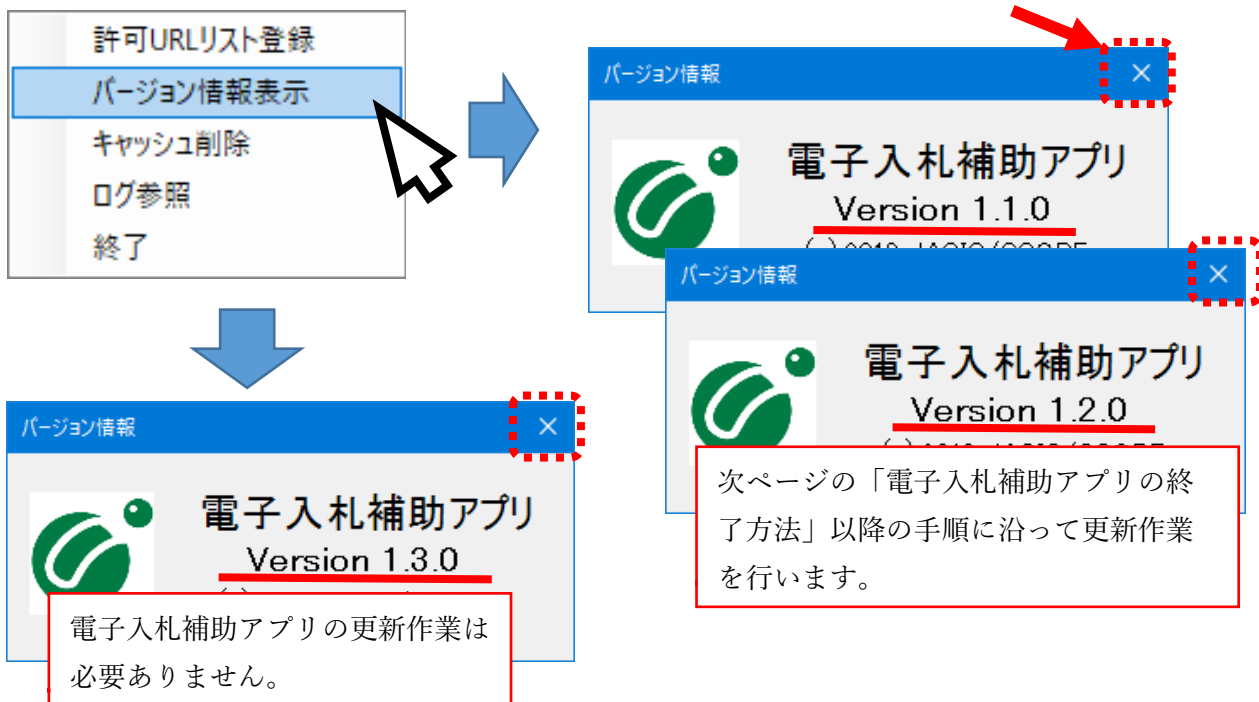 許可URLリスト登録
バージョン情報表示
キャッシュ削除
ログ参照
終了
バージョン情報
電子入札補助アプリ
Version 1.1.0
バージョン情報
電子入札補助アプリ
Version 1.2.0
次ページの「電子入札補助アプリの終
了方法」以降の手順に沿って更新作業
を行います。
バージョン情報
電子入札補助アプリ
Version 1.3.0
電子入札補助アプリの更新作業は
必要ありません。